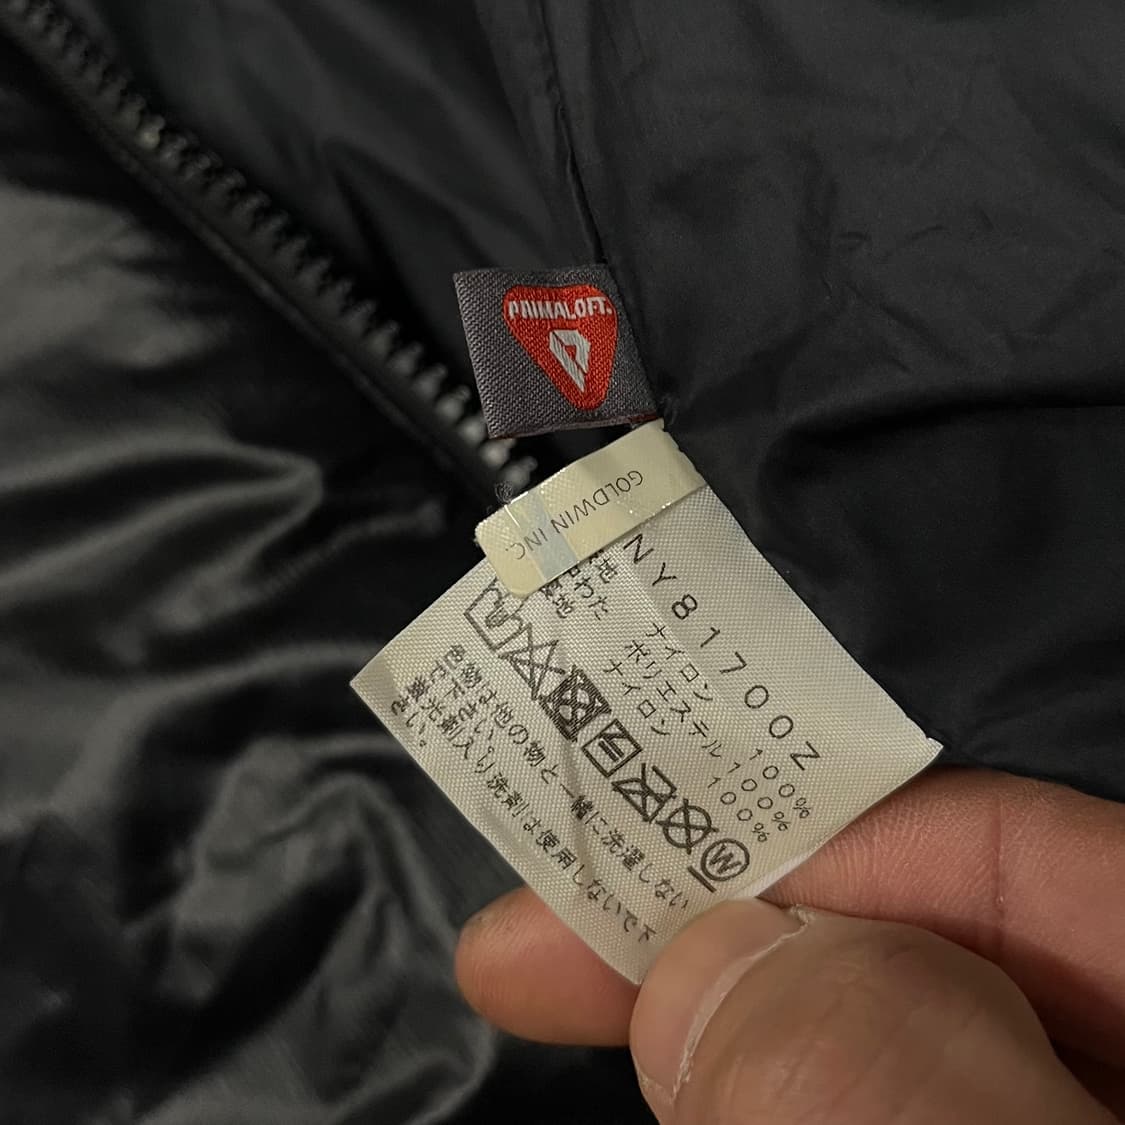 PRIMALOFT.
GOLDWIN INC.
NY81700Z
地 ナイロン 100%
中わた ポリエステル 100%
裏地 ナイロン 100%
W
色物は他の物と一緒に洗濯しない
で下さい。
蛍光剤入り洗剤は使用しないで下
さい。